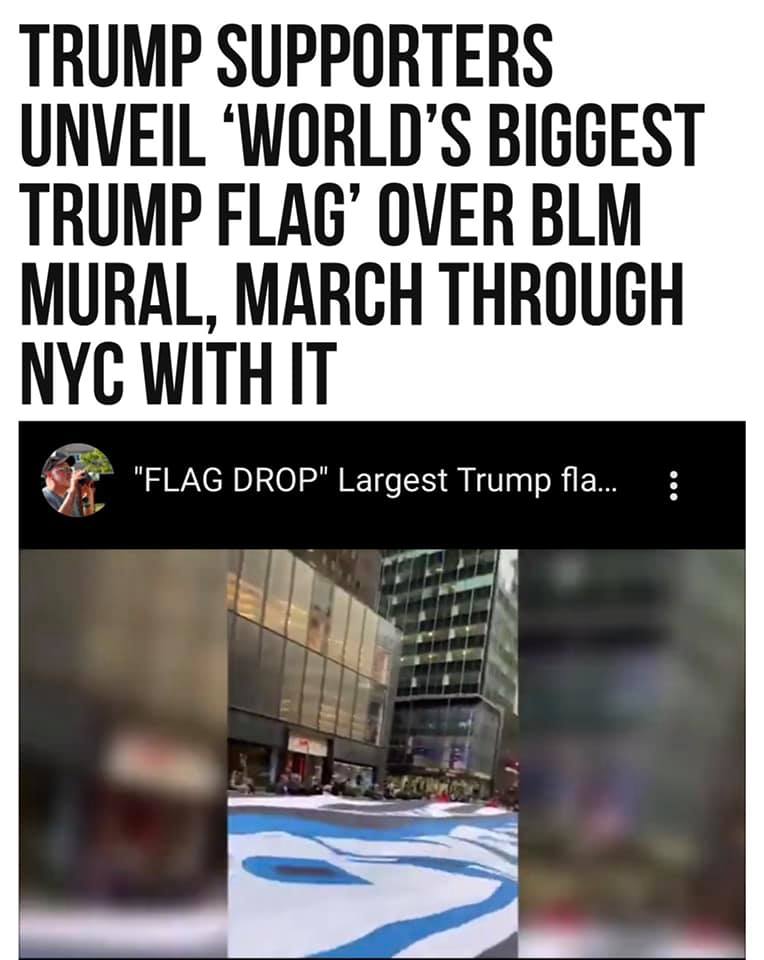 TRUMP SUPPORTERS
UNVEIL ‘WORLD’S BIGGEST
TRUMP FLAG’ OVER BLM
MURAL, MARCH THROUGH
NYC WITH IT
"FLAG DROP" Largest Trump fla...